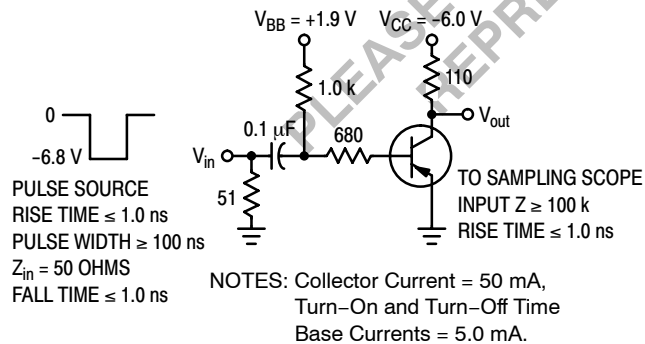 V_BB = +1.9 V
V_CC = −6.0 V
1.0 k
110
0
−6.8 V
0.1 μF
680
V_out
V_in
51
PULSE SOURCE
RISE TIME ≤ 1.0 ns
PULSE WIDTH ≥ 100 ns
Z_in = 50 OHMS
FALL TIME ≤ 1.0 ns
TO SAMPLING SCOPE
INPUT Z ≥ 100 k
RISE TIME ≤ 1.0 ns
NOTES: Collector Current = 50 mA,
Turn−On and Turn−Off Time
Base Currents = 5.0 mA.
PLEASE
REPRE